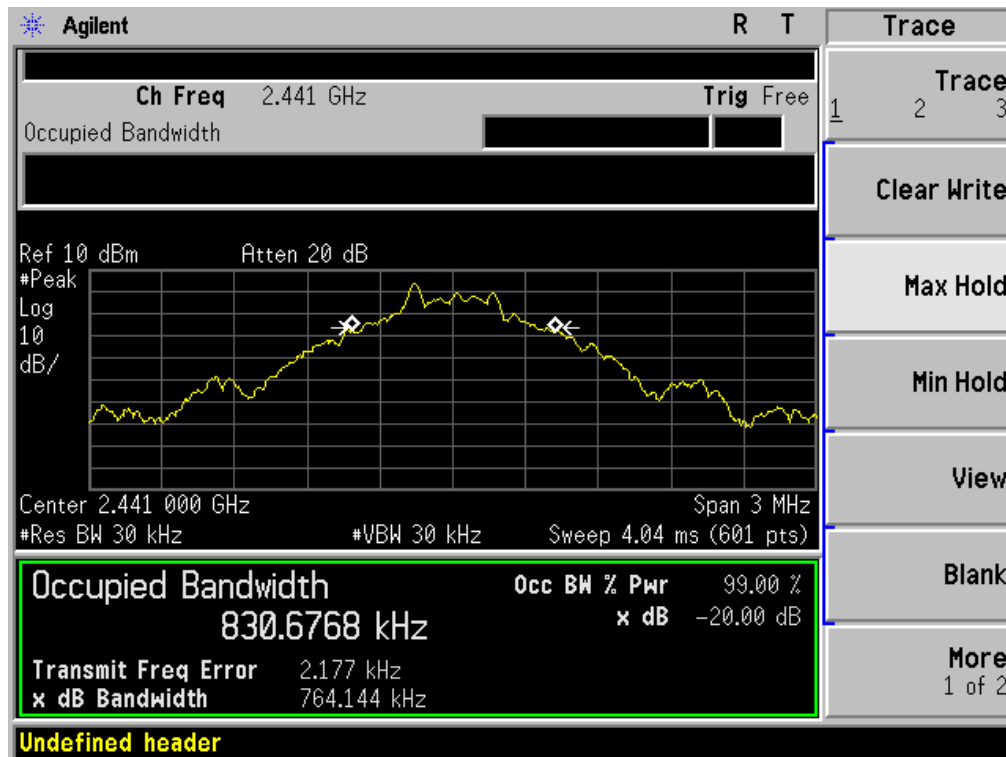 Agilent R T Trace
Ch Freq 2.441 GHz Trig Free
Occupied Bandwidth
Trace
1 2 3
Clear Write
Max Hold
Min Hold
View
Blank
More
1 of 2
Ref 10 dBm Atten 20 dB
#Peak
Log
10
dB/
Center 2.441 000 GHz Span 3 MHz
#Res BW 30 kHz #VBW 30 kHz Sweep 4.04 ms (601 pts)
Occupied Bandwidth Occ BW % Pwr 99.00 %
830.6768 kHz x dB -20.00 dB
Transmit Freq Error 2.177 kHz
x dB Bandwidth 764.144 kHz
Undefined header